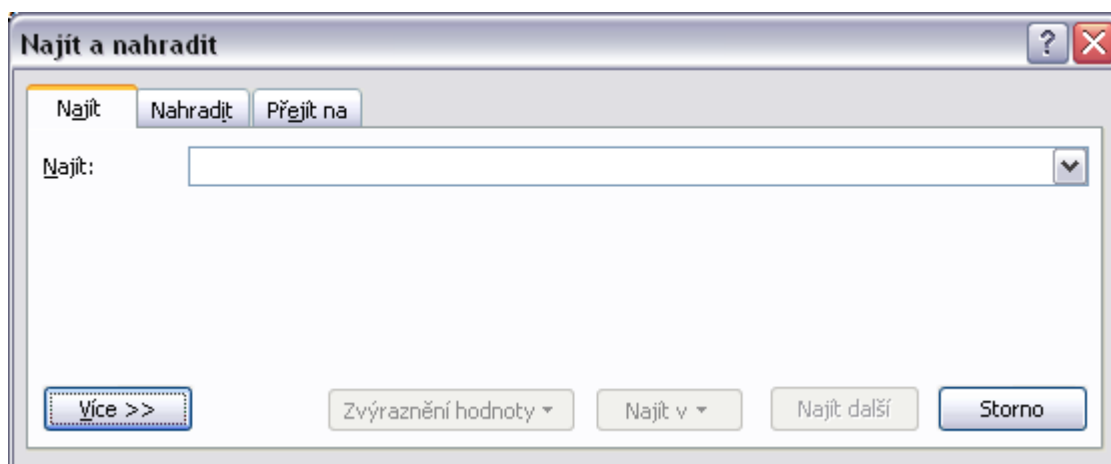 Najít a nahradit
Najít Nahradit Přejít na
Najít:
Více >> Zvýraznění hodnoty Najít v Najít další Storno